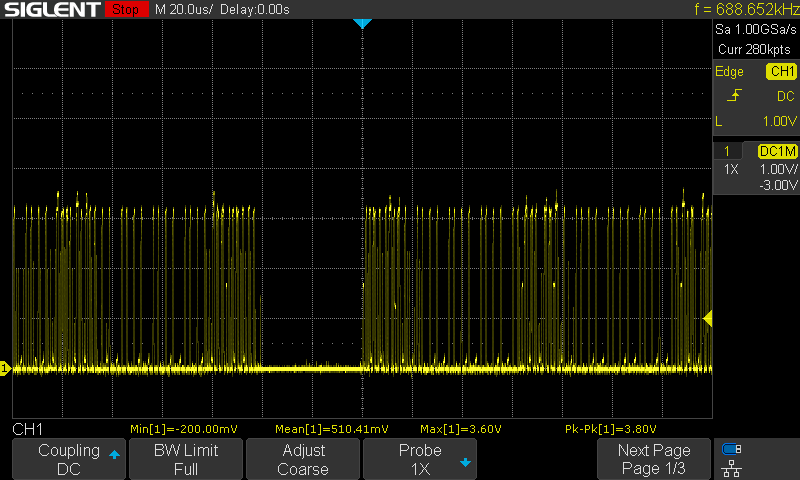 SIGLENT Stop M 20.0us/ Delay:0.00s f = 688.652kHz
Sa 1.00GSa/s
Curr 280kpts
Edge CH1
DC
L 1.00V
1 DC1M
1X 1.00V/
-3.00V
1
CH1 Min[1]=-200.00mV Mean[1]=510.41mV Max[1]=3.60V Pk-Pk[1]=3.80V
Coupling BW Limit Adjust Probe Next Page
DC Full Coarse 1X Page 1/3